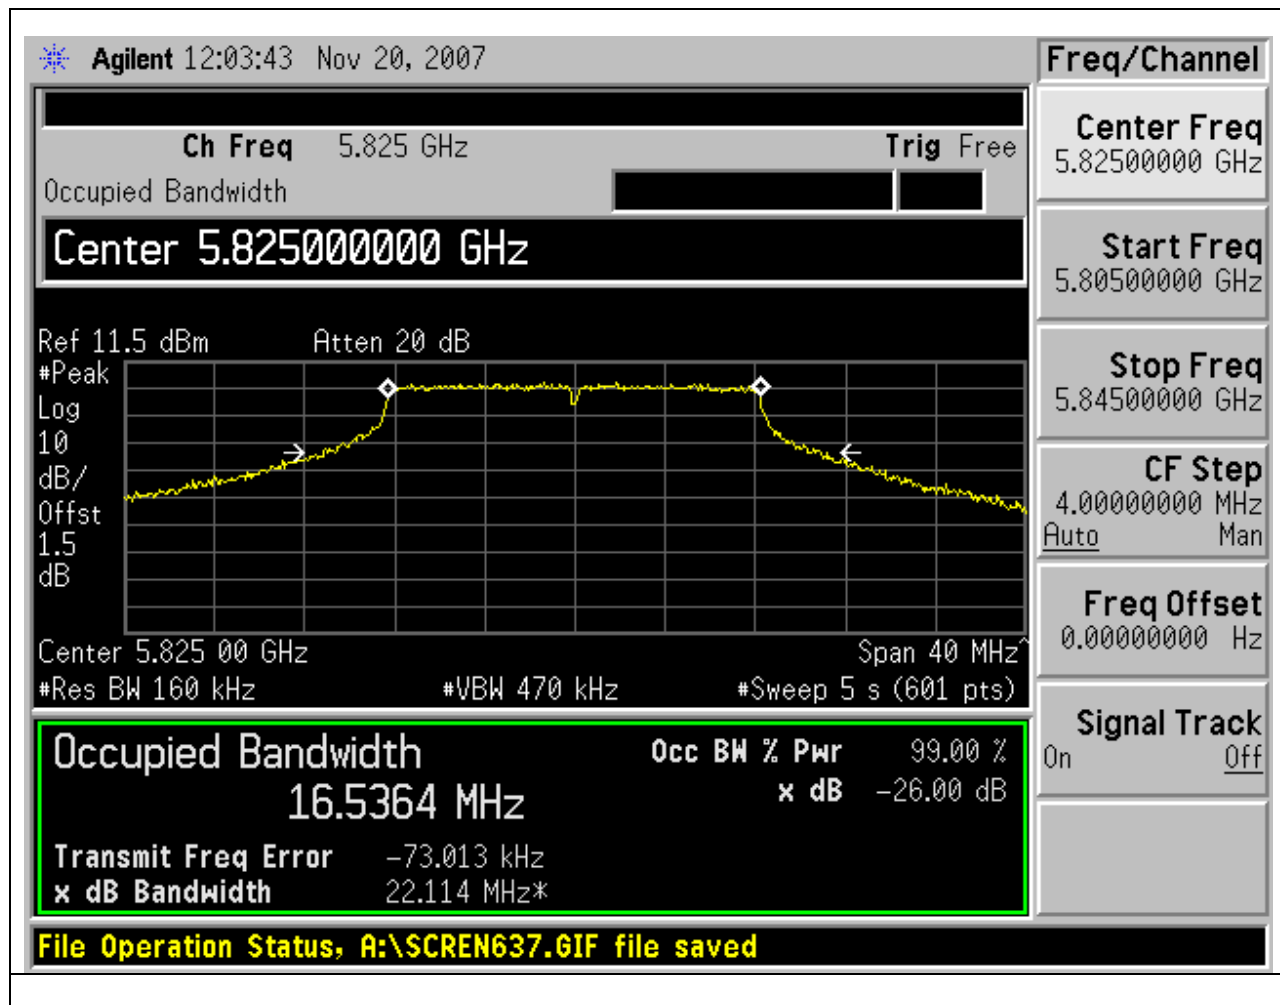 Agilent 12:03:43 Nov 20, 2007
Ch Freq 5.825 GHz Trig Free
Occupied Bandwidth
Center 5.825000000 GHz
Ref 11.5 dBm Atten 20 dB
#Peak
Log
10
dB/
Offst
1.5
dB
Center 5.825 00 GHz Span 40 MHz^
#Res BW 160 kHz #VBW 470 kHz #Sweep 5 s (601 pts)
Occupied Bandwidth
16.5364 MHz
Occ BW % Pwr 99.00 %
x dB -26.00 dB
Transmit Freq Error -73.013 kHz
x dB Bandwidth 22.114 MHz*
File Operation Status, A:\SCREN637.GIF file saved
Freq/Channel
Center Freq
5.82500000 GHz
Start Freq
5.80500000 GHz
Stop Freq
5.84500000 GHz
CF Step
4.00000000 MHz
Auto Man
Freq Offset
0.00000000 Hz
Signal Track
On Off